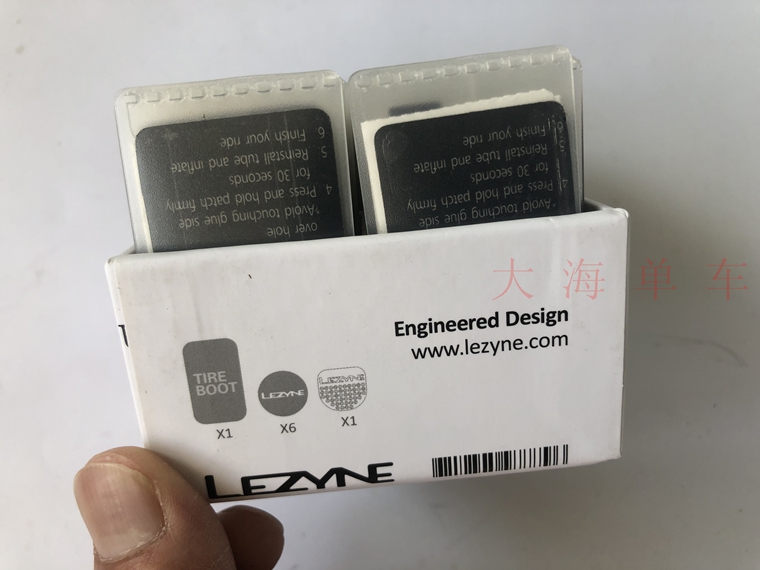 over hole
*Avoid touching glue side
4 Press and hold patch firmly
for 30 seconds
5 Reinstall tube and inflate
6 Finish your ride
*Avoid touching glue side
4 Press and hold patch firmly
for 30 seconds
Reinstall tube and inflate
Finish your ride
大海单车
Engineered Design
www.lezyne.com
TIRE
BOOT
LEZYNE
LEZYNE
X1
X6
X1
LEZYNE